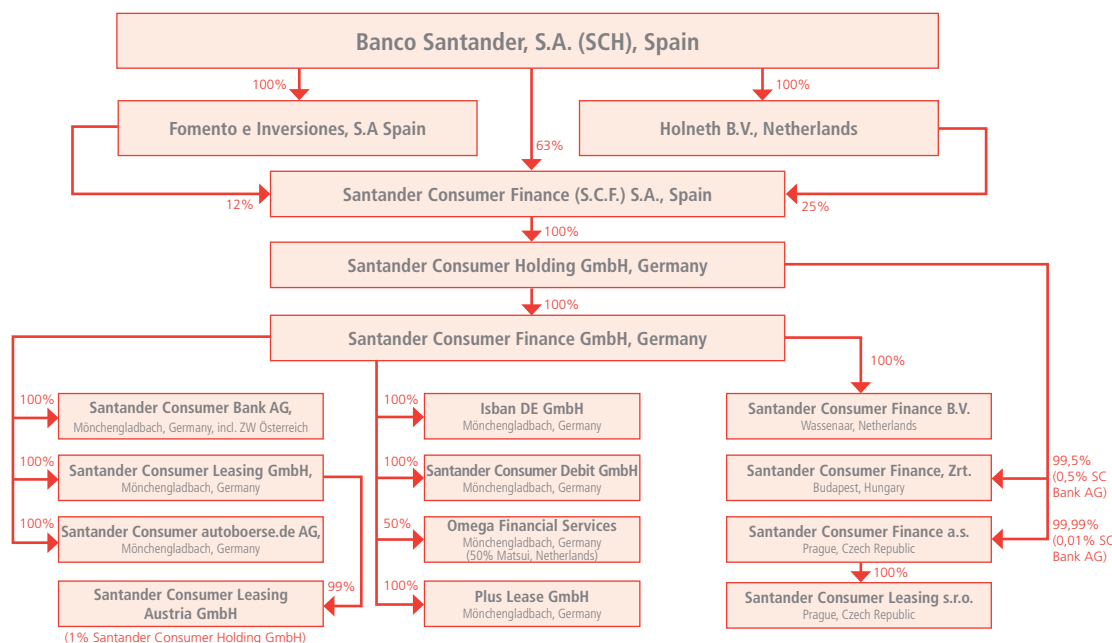 Banco Santander, S.A. (SCH), Spain
100%
100%
Fomento e Inversiones, S.A Spain
Holneth B.V., Netherlands
63%
Santander Consumer Finance (S.C.F.) S.A., Spain
12%
25%
100%
Santander Consumer Holding GmbH, Germany
100%
Santander Consumer Finance GmbH, Germany
100%
100%
Santander Consumer Bank AG,
Mönchengladbach, Germany, incl. ZW Österreich
100%
Isban DE GmbH
Mönchengladbach, Germany
Santander Consumer Finance B.V.
Wassenaar, Netherlands
100%
Santander Consumer Leasing GmbH,
Mönchengladbach, Germany
100%
Santander Consumer Debit GmbH
Mönchengladbach, Germany
Santander Consumer Finance, Zrt.
Budapest, Hungary
99,5%
(0,5% SC
Bank AG)
100%
Santander Consumer autoboerse.de AG,
Mönchengladbach, Germany
50%
Omega Financial Services
Mönchengladbach, Germany
(50% Matsui, Netherlands)
Santander Consumer Finance a.s.
Prague, Czech Republic
99,99%
(0,01% SC
Bank AG)
100%
Santander Consumer Leasing
Austria GmbH
99%
(1% Santander Consumer Holding GmbH)
100%
Plus Lease GmbH
Mönchengladbach, Germany
Santander Consumer Leasing s.r.o.
Prague, Czech Republic